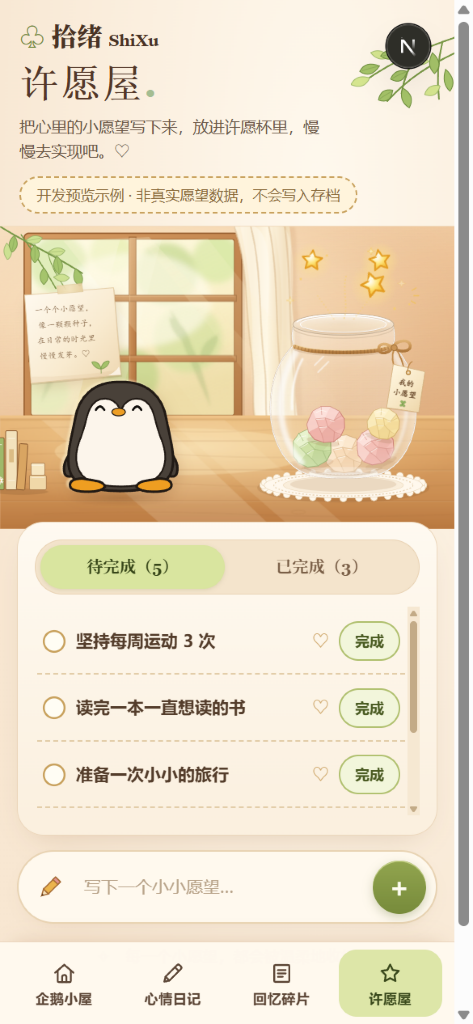 拾绪 ShiXu
N
许愿屋.
把心里的小愿望写下来，放进许愿杯里，慢
慢去实现吧。♡
开发预览示例 · 非真实愿望数据，不会写入存档
一个个小愿望，
像一颗颗种子，
在日常的时光里
慢慢发芽。♡
我的
小愿望
待完成（5）
已完成（3）
坚持每周运动 3 次 ♡ 完成
读完一本一直想读的书 ♡ 完成
准备一次小小的旅行 ♡ 完成
写下一个小小愿望... +
企鹅小屋 心情日记 回忆碎片 许愿屋